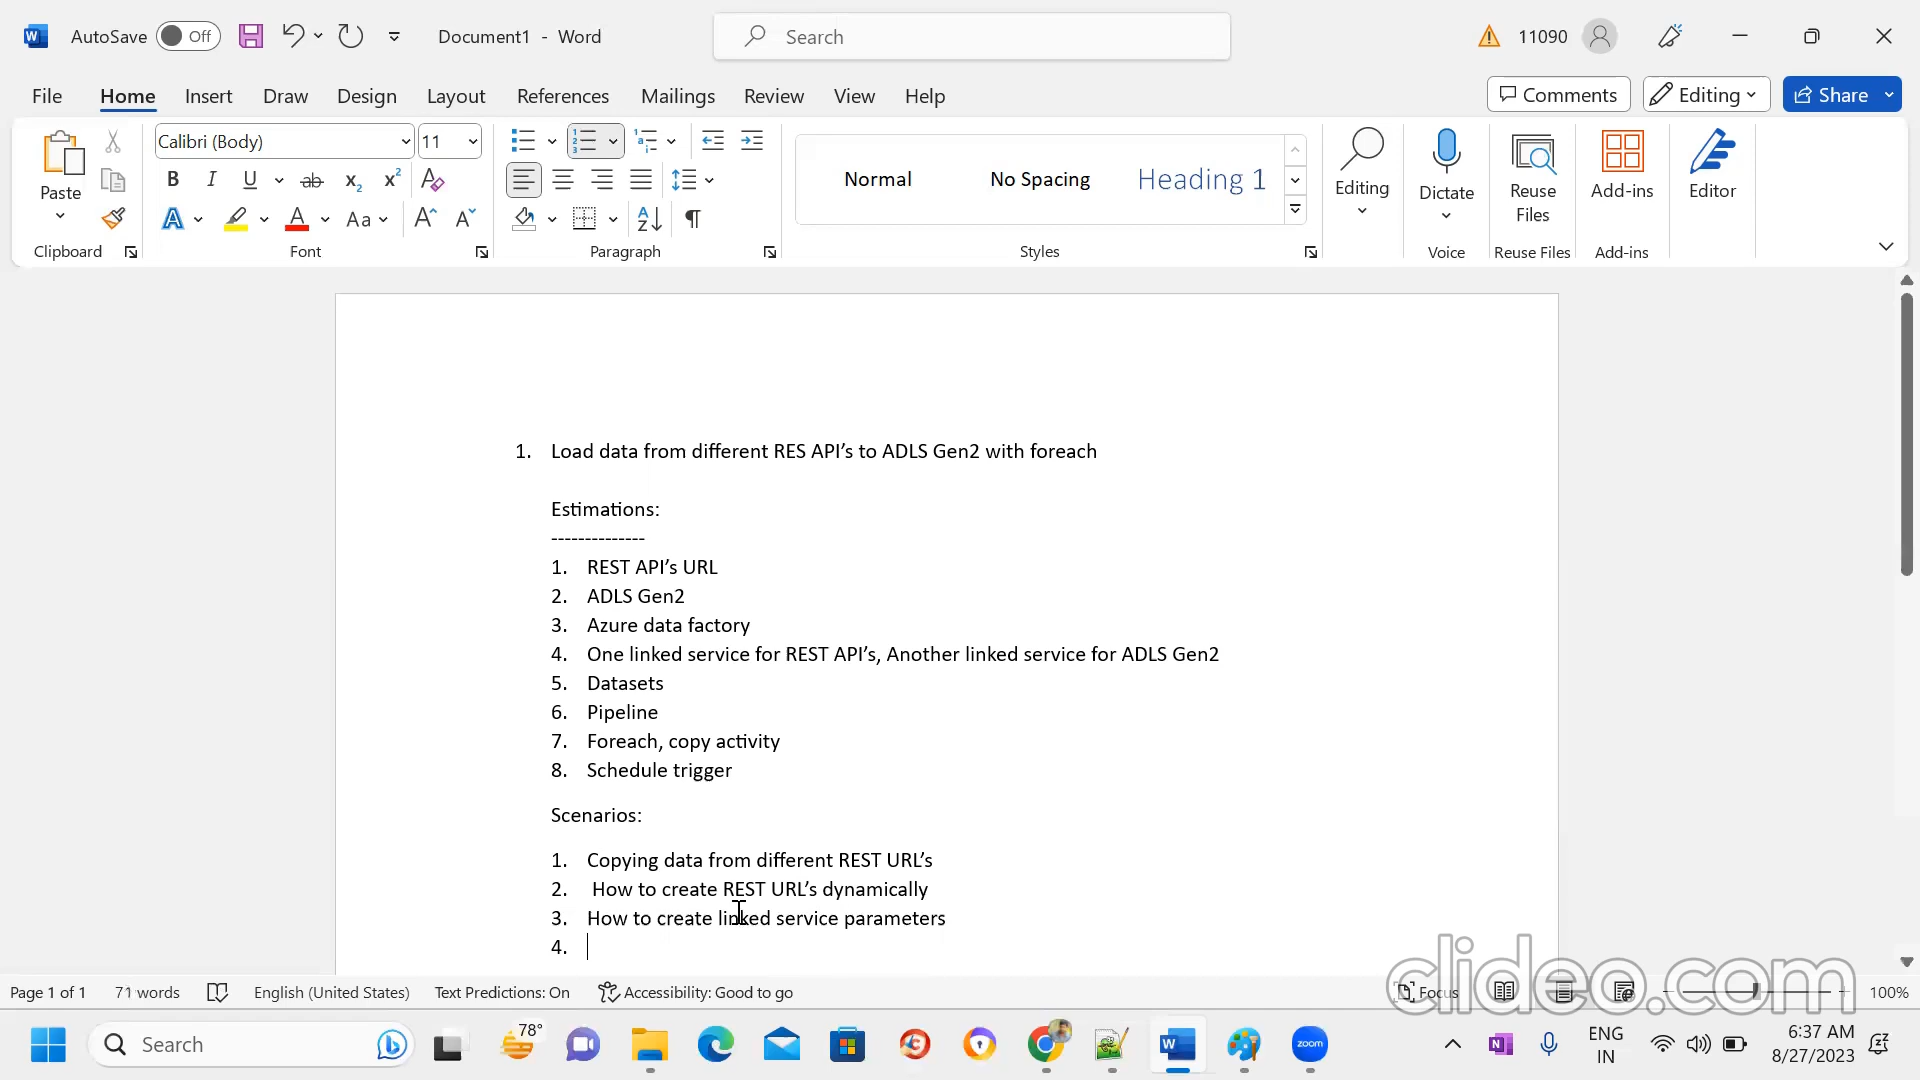 AutoSave Off Document1 - Word Search 11090
File Home Insert Draw Design Layout References Mailings Review View Help Comments Editing Share
Calibri (Body) 11
Paste
Normal No Spacing Heading 1
Editing Dictate Reuse Files Add-ins Editor
Clipboard Font Paragraph Styles Voice Reuse Files Add-ins
1. Load data from different RES API’s to ADLS Gen2 with foreach
Estimations:
--------------
1. REST API’s URL
2. ADLS Gen2
3. Azure data factory
4. One linked service for REST API’s, Another linked service for ADLS Gen2
5. Datasets
6. Pipeline
7. Foreach, copy activity
8. Schedule trigger
Scenarios:
1. Copying data from different REST URL’s
2. How to create REST URL’s dynamically
3. How to create linked service parameters
4.
clideo.com
Page 1 of 1 71 words English (United States) Text Predictions: On Accessibility: Good to go Focus 100%
Search 78° zoom ENG IN 6:37 AM
8/27/2023